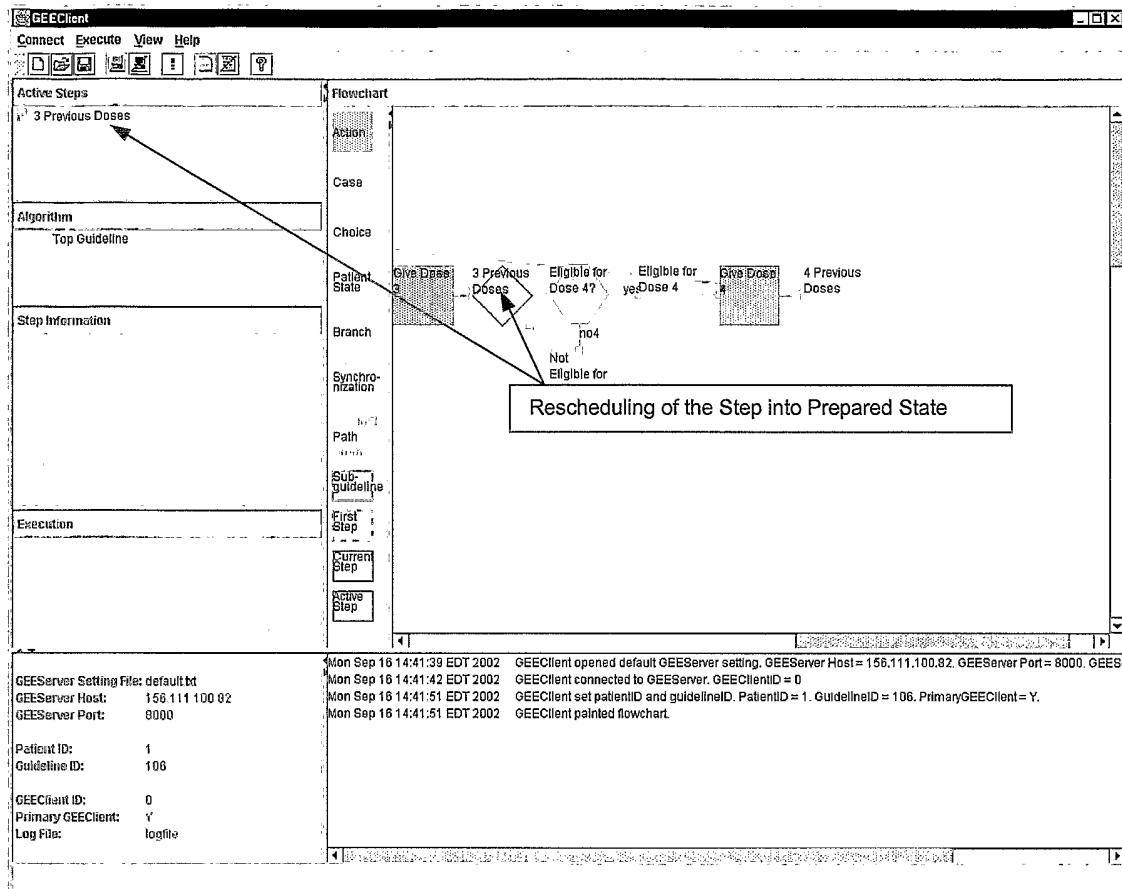 GEEClient
Connect Execute View Help
Active Steps
3 Previous Doses
Algorithm
Top Guideline
Step Information
Execution
Flowchart
Action
Case
Choice
Patient
State
Branch
Synchro-
nization
Path
Sub-
guideline
First
Step
Current
Step
Active
Step
Give Dose
3
3 Previous
Doses
Eligible for
Dose 4?
yes
no4
Not
Eligible for
Eligible for
Dose 4
Give Dose
4
4 Previous
Doses
Rescheduling of the Step into Prepared State
GEEServer Setting File: default.txt
GEEServer Host: 156.111.100.82
GEEServer Port: 8000
Patient ID: 1
Guideline ID: 106
GEEClient ID: 0
Primary GEEClient: Y
Log File: logfile
Mon Sep 16 14:41:39 EDT 2002 GEEClient opened default GEEServer setting. GEEServer Host = 156.111.100.82. GEEServer Port = 8000. GEES
Mon Sep 16 14:41:42 EDT 2002 GEEClient connected to GEEServer. GEEClientID = 0
Mon Sep 16 14:41:51 EDT 2002 GEEClient set patientID and guidelineID. PatientID = 1. GuidelineID = 106. PrimaryGEEClient = Y.
Mon Sep 16 14:41:51 EDT 2002 GEEClient painted flowchart.